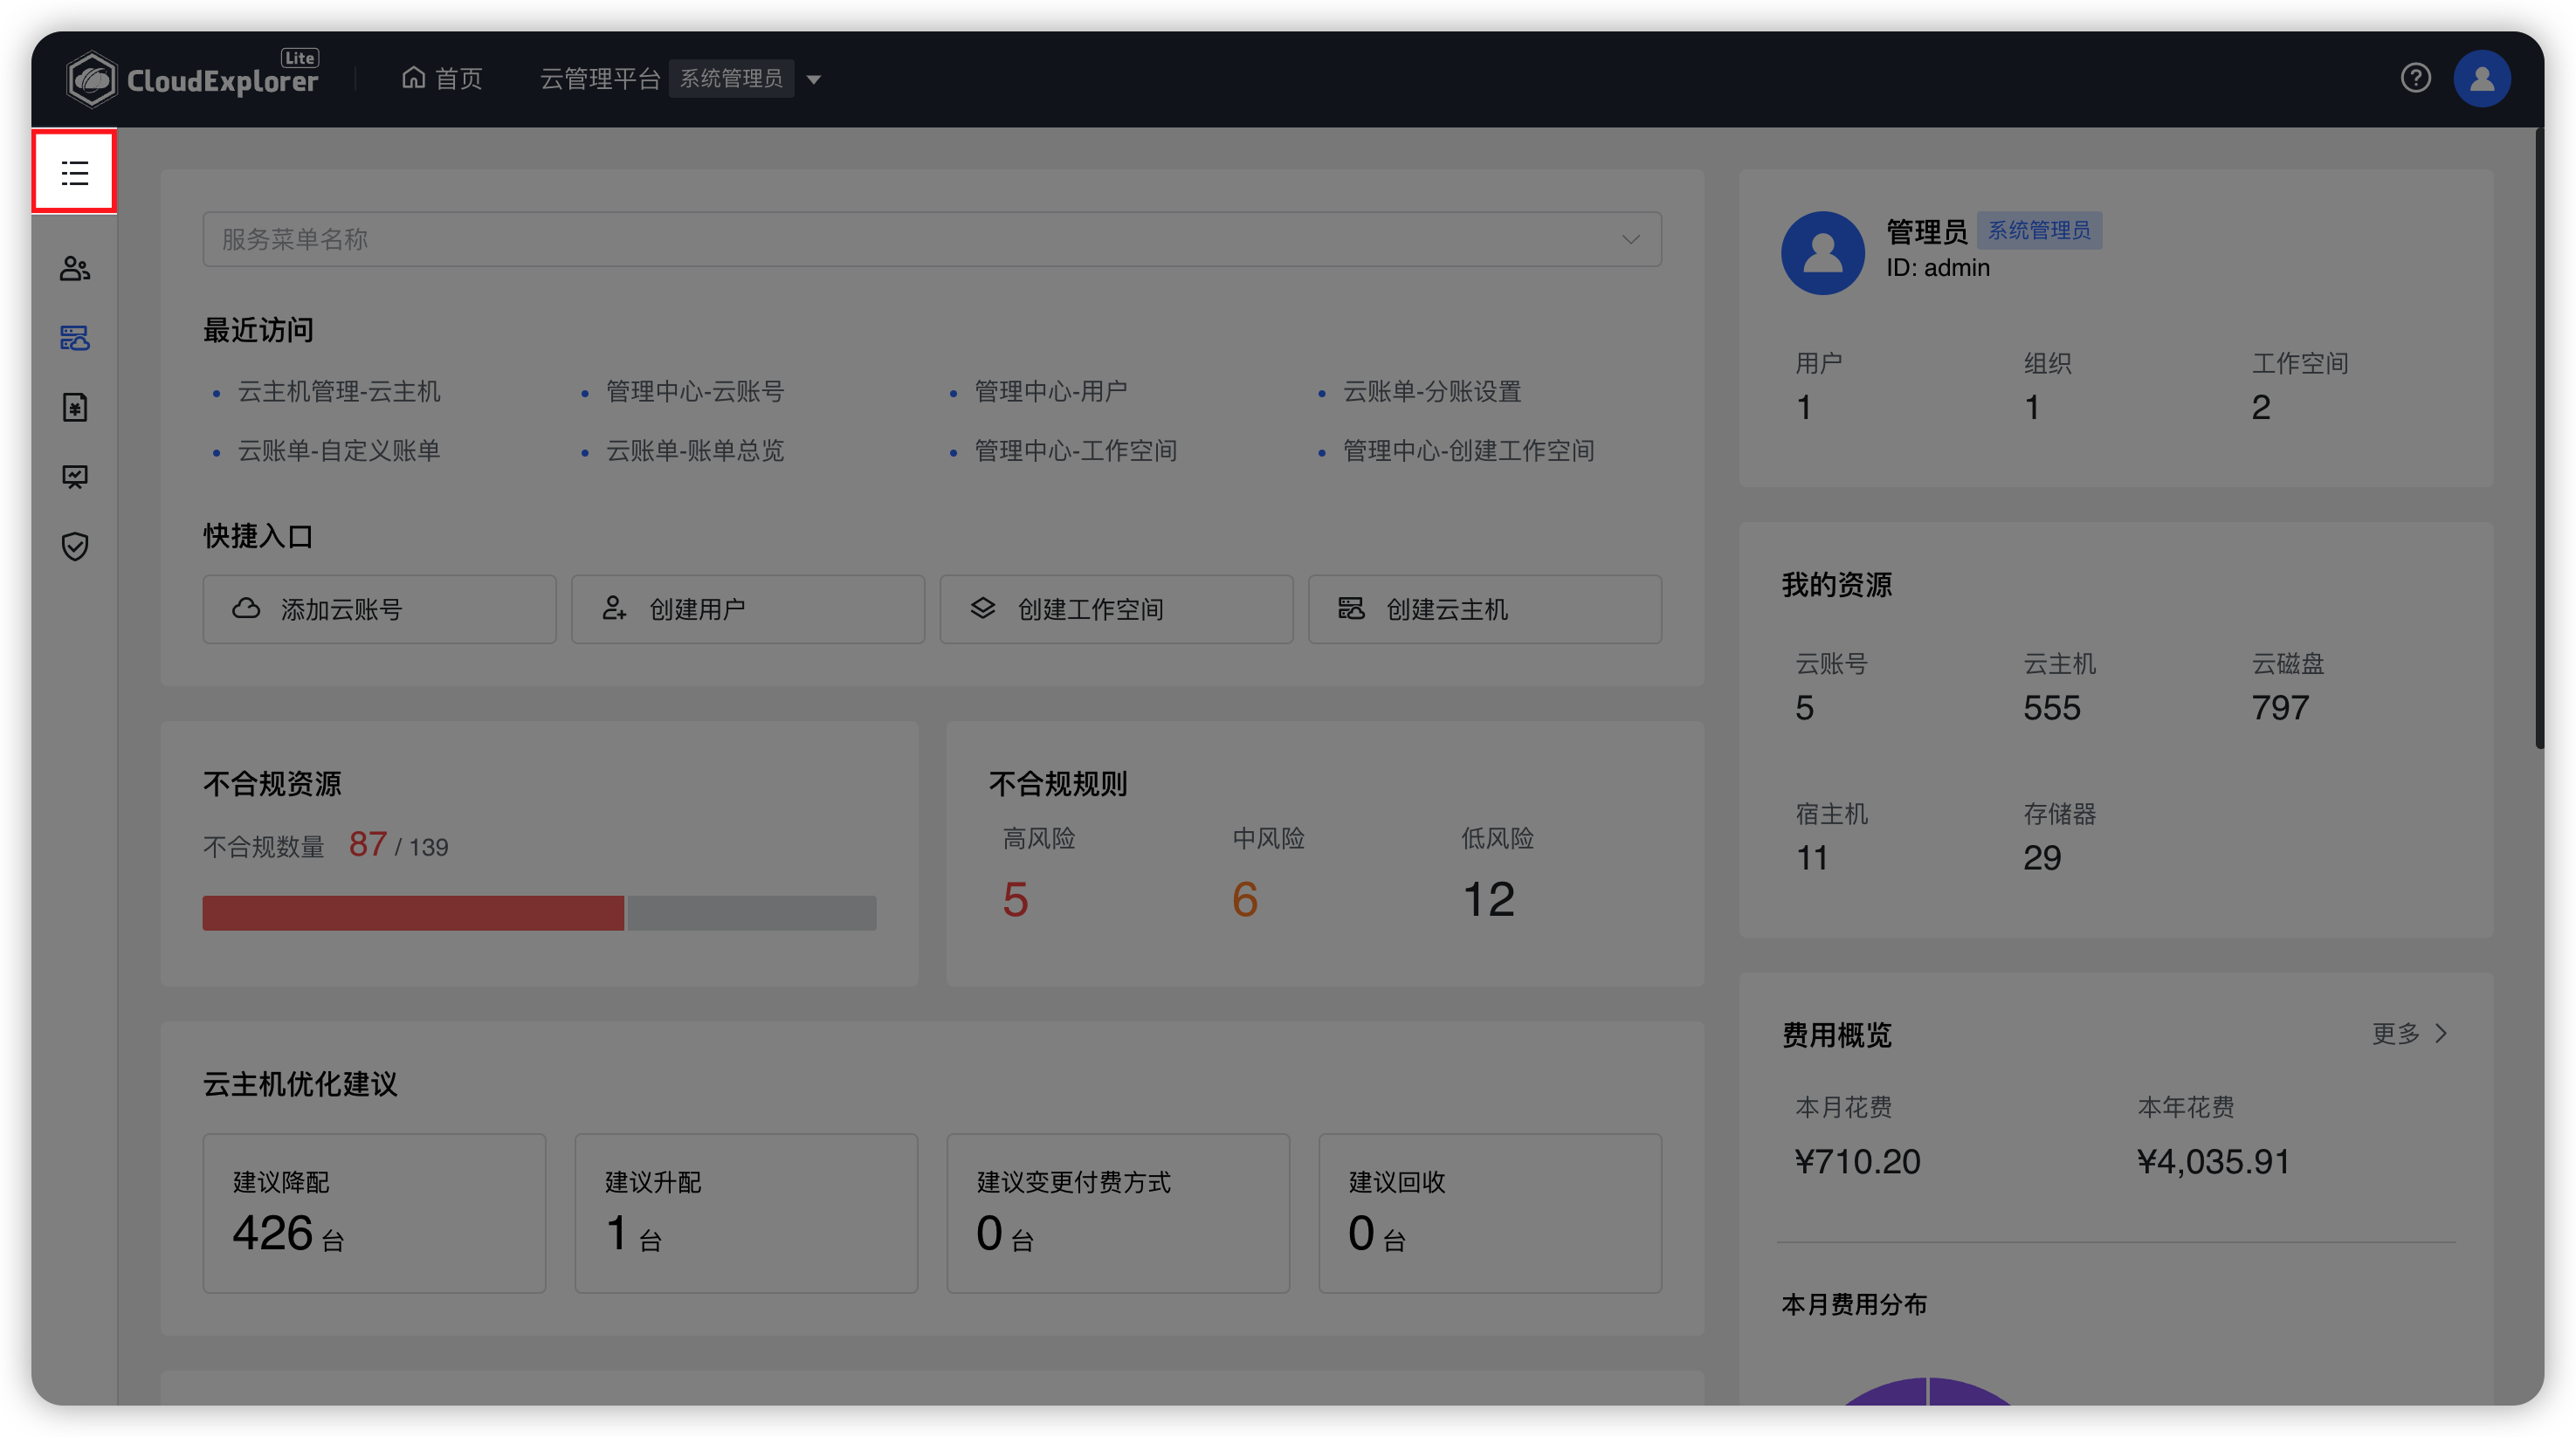 CloudExplorer Lite
首页
云管理平台 系统管理员
服务菜单名称
最近访问
云主机管理-云主机
管理中心-云账号
管理中心-用户
云账单-分账设置
云账单-自定义账单
云账单-账单总览
管理中心-工作空间
管理中心-创建工作空间
快捷入口
添加云账号
创建用户
创建工作空间
创建云主机
不合规资源
不合规数量 87 / 139
不合规规则
高风险 中风险 低风险
5 6 12
云主机优化建议
建议降配
426 台
建议升配
1 台
建议变更付费方式
0 台
建议回收
0 台
管理员 系统管理员
ID: admin
用户 组织 工作空间
1 1 2
我的资源
云账号 云主机 云磁盘
5 555 797
宿主机 存储器
11 29
费用概览 更多
本月花费 本年花费
¥710.20 ¥4,035.91
本月费用分布